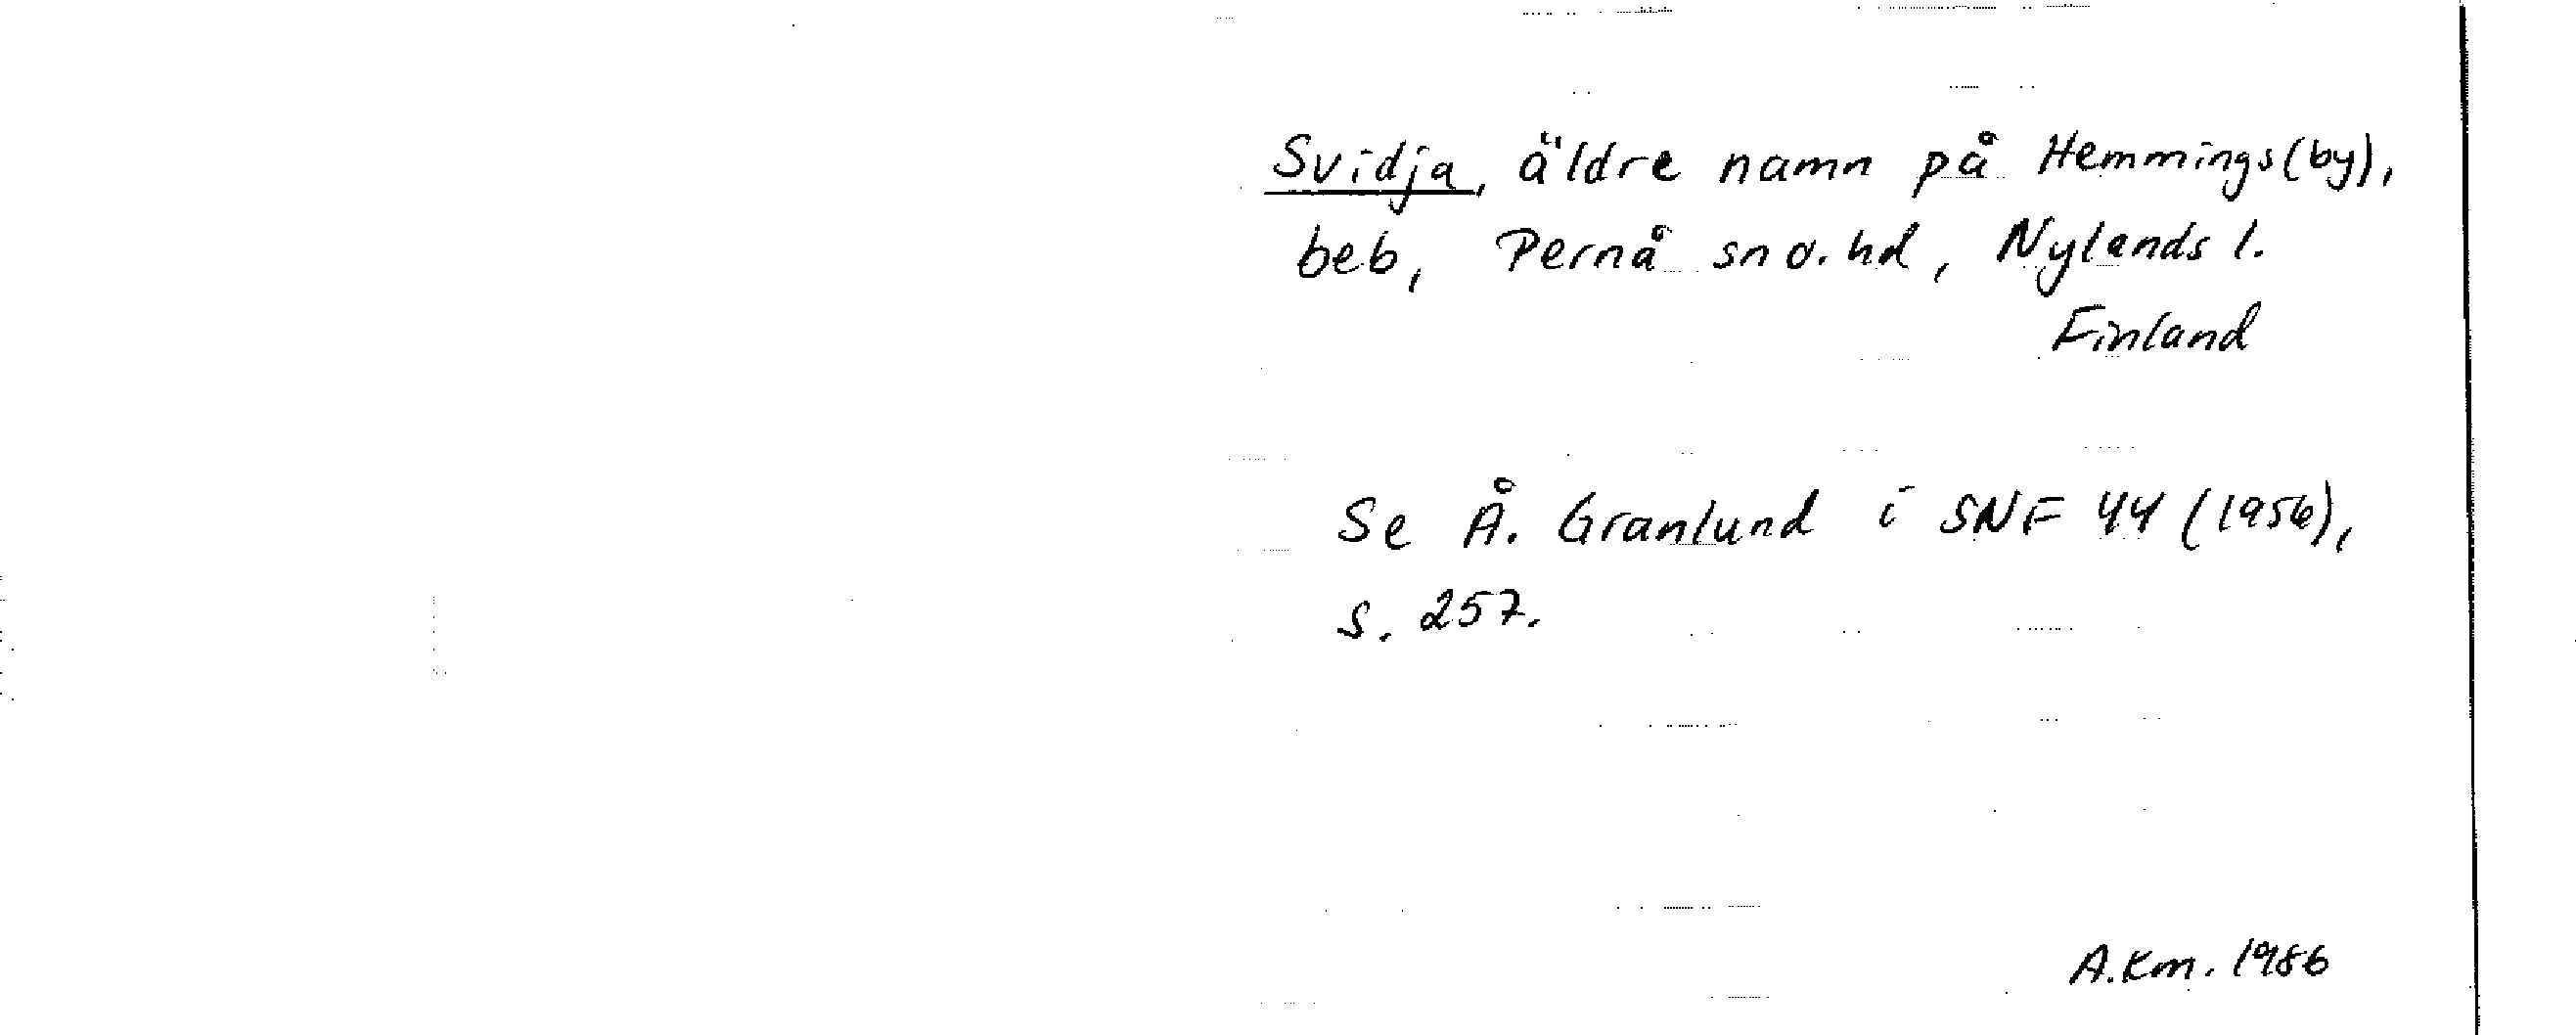 Svidja, äldre namn på Hemmings(by),
beb, Pernå sn o. hd, Nylands l.
Finland
Se Å. Granlund i SNF 44 (1956),
s. 257.
A.Km. 1986